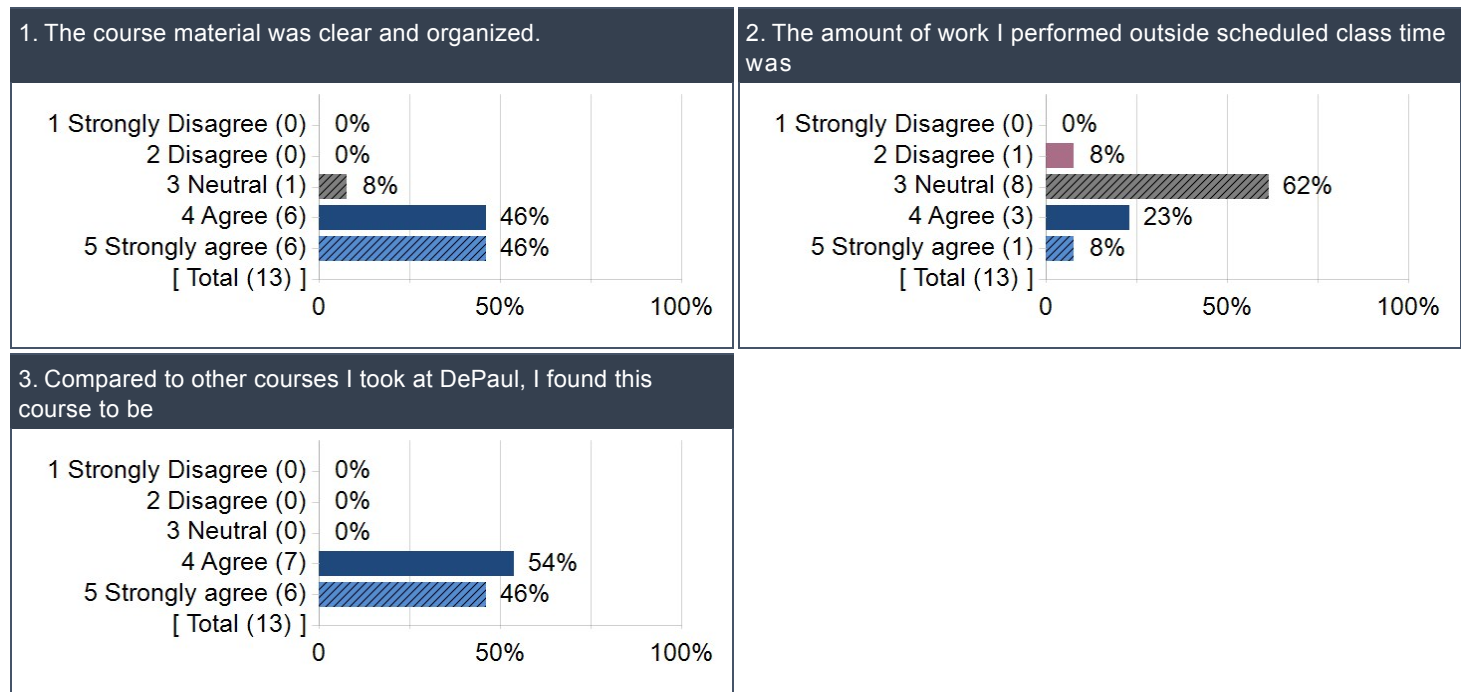 1. The course material was clear and organized.
1 Strongly Disagree (0) 0%
2 Disagree (0) 0%
3 Neutral (1) 8%
4 Agree (6) 46%
5 Strongly agree (6) 46%
[ Total (13) ]
0 50% 100%
2. The amount of work I performed outside scheduled class time
was
1 Strongly Disagree (0) 0%
2 Disagree (1) 8%
3 Neutral (8) 62%
4 Agree (3) 23%
5 Strongly agree (1) 8%
[ Total (13) ]
0 50% 100%
3. Compared to other courses I took at DePaul, I found this
course to be
1 Strongly Disagree (0) 0%
2 Disagree (0) 0%
3 Neutral (0) 0%
4 Agree (7) 54%
5 Strongly agree (6) 46%
[ Total (13) ]
0 50% 100%